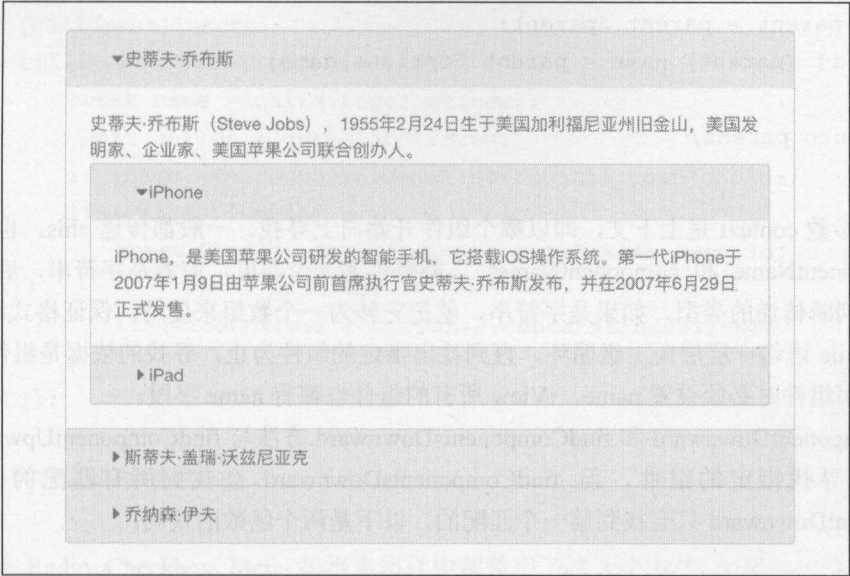 ▼史蒂夫·乔布斯
史蒂夫·乔布斯（Steve Jobs），1955年2月24日生于美国加利福尼亚州旧金山，美国发
明家、企业家、美国苹果公司联合创办人。
▼iPhone
iPhone，是美国苹果公司研发的智能手机，它搭载iOS操作系统。第一代iPhone于
2007年1月9日由苹果公司前首席执行官史蒂夫·乔布斯发布，并在2007年6月29日
正式发售。
▶iPad
▶斯蒂夫·盖瑞·沃兹尼亚克
▶乔纳森·伊夫